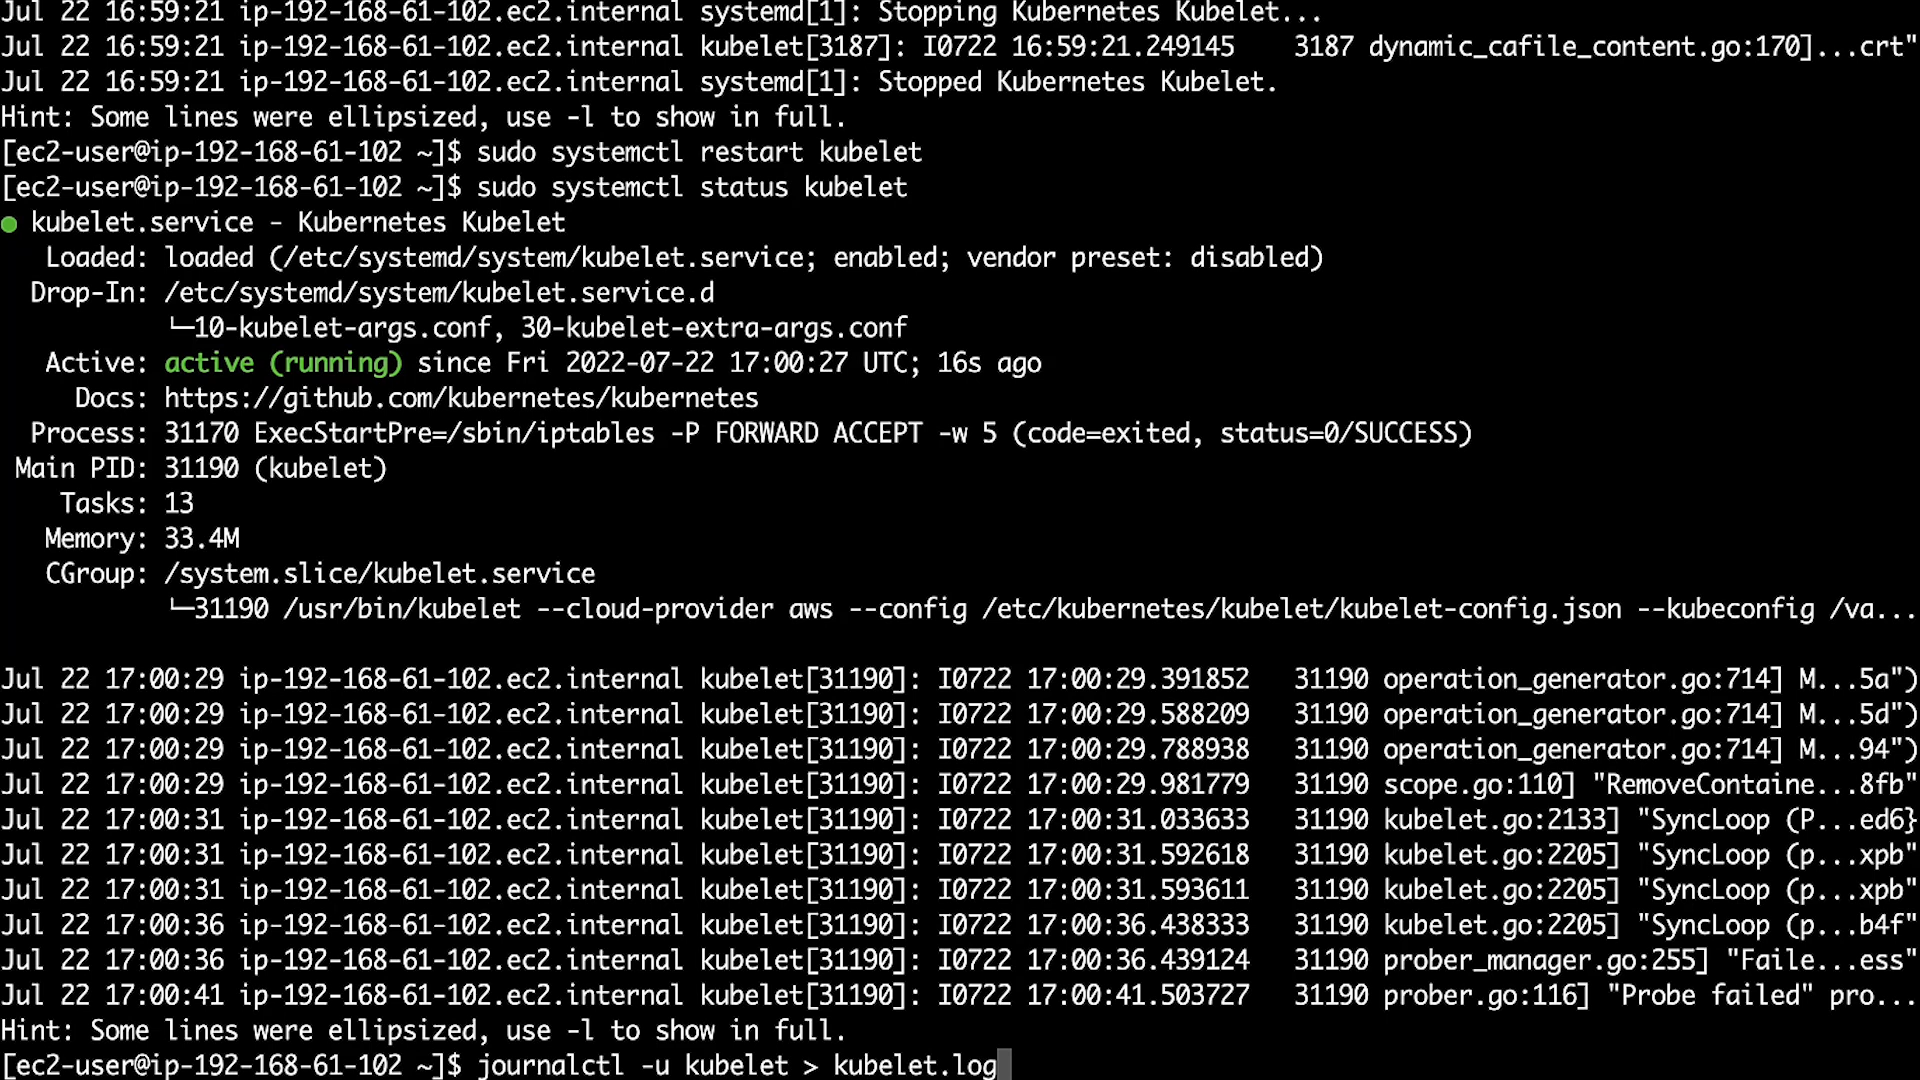 Jul 22 16:59:21 ip-192-168-61-102.ec2.internal systemd[1]: Stopping Kubernetes Kubelet...
Jul 22 16:59:21 ip-192-168-61-102.ec2.internal kubelet[3187]: I0722 16:59:21.249145    3187 dynamic_cafile_content.go:170]...crt"
Jul 22 16:59:21 ip-192-168-61-102.ec2.internal systemd[1]: Stopped Kubernetes Kubelet.
Hint: Some lines were ellipsized, use -l to show in full.
[ec2-user@ip-192-168-61-102 ~]$ sudo systemctl restart kubelet
[ec2-user@ip-192-168-61-102 ~]$ sudo systemctl status kubelet
● kubelet.service - Kubernetes Kubelet
   Loaded: loaded (/etc/systemd/system/kubelet.service; enabled; vendor preset: disabled)
  Drop-In: /etc/systemd/system/kubelet.service.d
           └─10-kubelet-args.conf, 30-kubelet-extra-args.conf
   Active: active (running) since Fri 2022-07-22 17:00:27 UTC; 16s ago
     Docs: https://github.com/kubernetes/kubernetes
  Process: 31170 ExecStartPre=/sbin/iptables -P FORWARD ACCEPT -w 5 (code=exited, status=0/SUCCESS)
 Main PID: 31190 (kubelet)
    Tasks: 13
   Memory: 33.4M
   CGroup: /system.slice/kubelet.service
           └─31190 /usr/bin/kubelet --cloud-provider aws --config /etc/kubernetes/kubelet/kubelet-config.json --kubeconfig /va...
Jul 22 17:00:29 ip-192-168-61-102.ec2.internal kubelet[31190]: I0722 17:00:29.391852   31190 operation_generator.go:714] M...5a")
Jul 22 17:00:29 ip-192-168-61-102.ec2.internal kubelet[31190]: I0722 17:00:29.588209   31190 operation_generator.go:714] M...5d")
Jul 22 17:00:29 ip-192-168-61-102.ec2.internal kubelet[31190]: I0722 17:00:29.788938   31190 operation_generator.go:714] M...94")
Jul 22 17:00:29 ip-192-168-61-102.ec2.internal kubelet[31190]: I0722 17:00:29.981779   31190 scope.go:110] "RemoveContaine...8fb"
Jul 22 17:00:31 ip-192-168-61-102.ec2.internal kubelet[31190]: I0722 17:00:31.033633   31190 kubelet.go:2133] "SyncLoop (P...ed6}
Jul 22 17:00:31 ip-192-168-61-102.ec2.internal kubelet[31190]: I0722 17:00:31.592618   31190 kubelet.go:2205] "SyncLoop (p...xpb"
Jul 22 17:00:31 ip-192-168-61-102.ec2.internal kubelet[31190]: I0722 17:00:31.593611   31190 kubelet.go:2205] "SyncLoop (p...xpb"
Jul 22 17:00:36 ip-192-168-61-102.ec2.internal kubelet[31190]: I0722 17:00:36.438333   31190 kubelet.go:2205] "SyncLoop (p...b4f"
Jul 22 17:00:36 ip-192-168-61-102.ec2.internal kubelet[31190]: I0722 17:00:36.439124   31190 prober_manager.go:255] "Faile...ess"
Jul 22 17:00:41 ip-192-168-61-102.ec2.internal kubelet[31190]: I0722 17:00:41.503727   31190 prober.go:116] "Probe failed" pro...
Hint: Some lines were ellipsized, use -l to show in full.
[ec2-user@ip-192-168-61-102 ~]$ journalctl -u kubelet > kubelet.log